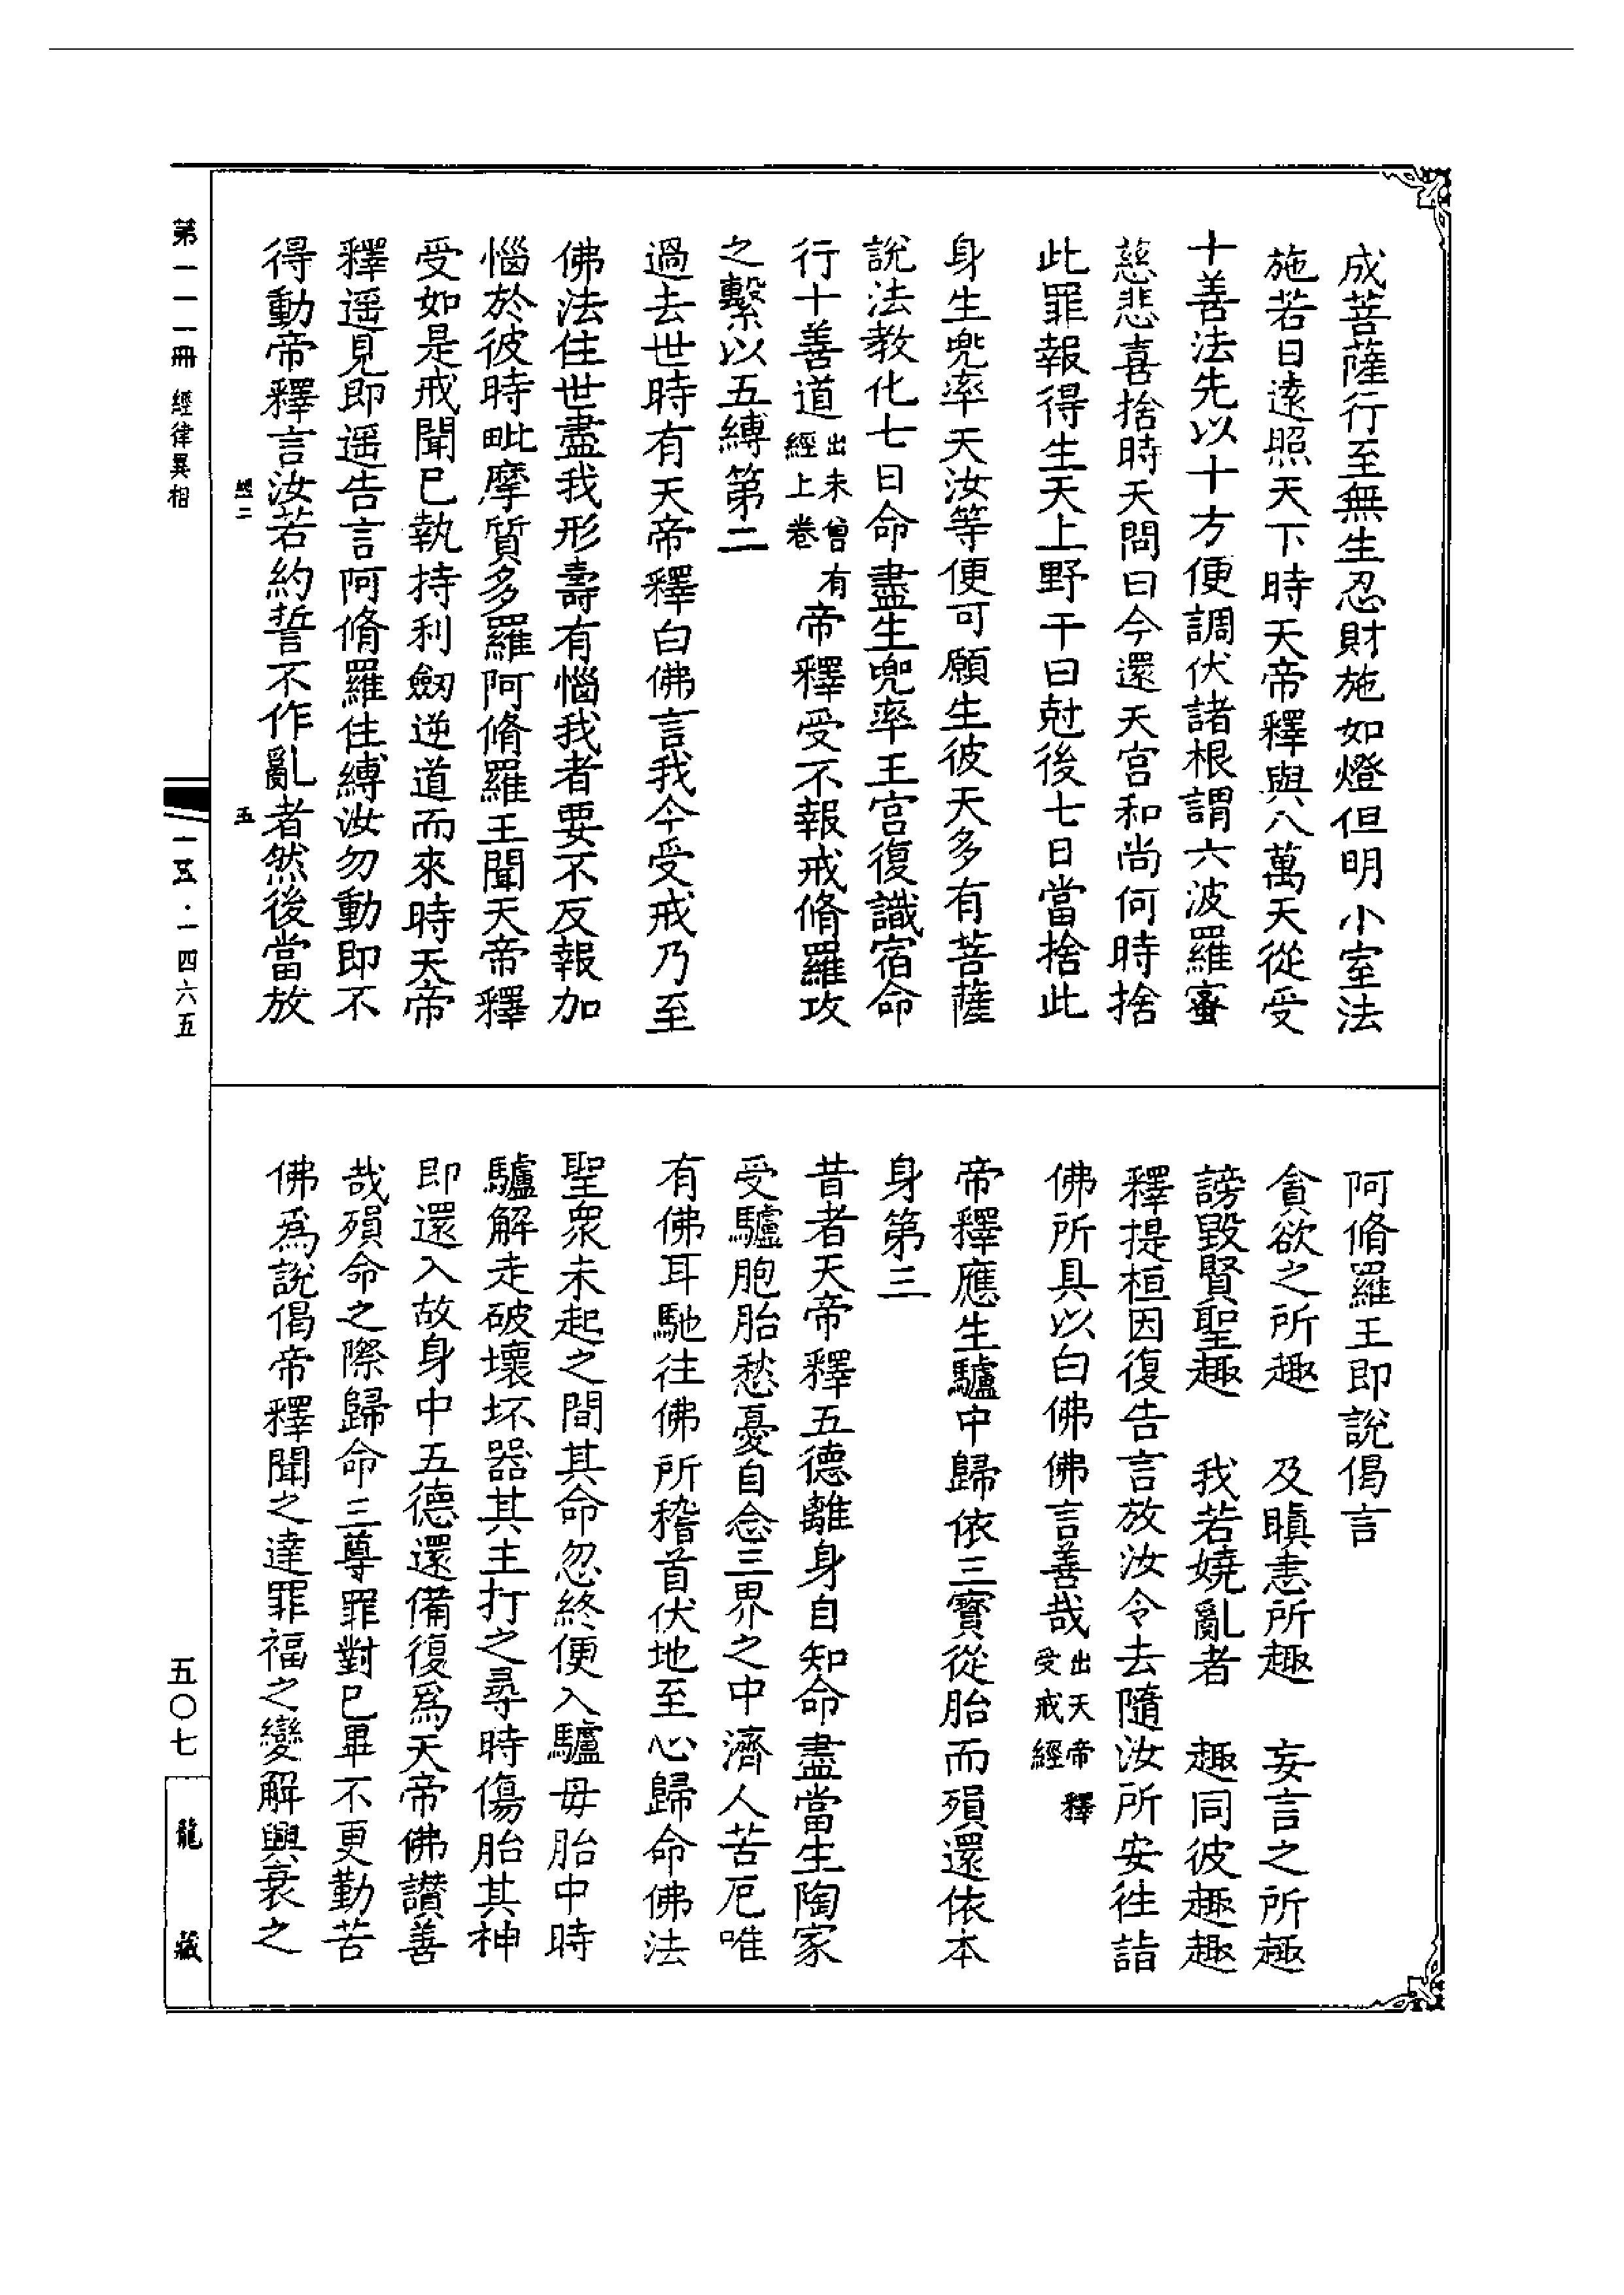 成菩薩行至無生忍財施如燈但明小室法
施若日遠照天下時天帝釋與八萬天從受
十善法先以十方便調伏諸根謂六波羅蜜
慈悲喜捨時天問曰今還天宮和尚何時捨
此罪報得生天上野干曰尅後七日當捨此
身生兜率天汝等便可願生彼天多有菩薩
說法教化七日命盡生兜率王宮復識宿命
行十善道出未曾有經上卷帝釋受不報戒脩羅攻
之繫以五縛第二
過去世時有天帝釋白佛言我今受戒乃至
佛法住世盡我形壽有惱我者要不反報加
惱於彼時毗摩質多羅阿脩羅王聞天帝釋
受如是戒聞已執持利劒逆道而來時天帝
釋遥見即遥告言阿脩羅住縛汝勿動即不
得動帝釋言汝若約誓不作亂者然後當放
經二 五
阿脩羅王即說偈言
貪欲之所趣 及瞋恚所趣 妄言之所趣
謗毀賢聖趣 我若嬈亂者 趣同彼趣趣
釋提桓因復告言放汝令去隨汝所安徃詣
佛所具以白佛佛言善哉出天帝釋受戒經
帝釋應生驢中歸依三寶從胎而殞還依本
身第三
昔者天帝釋五德離身自知命盡當生陶家
受驢胞胎愁憂自念三界之中濟人苦厄唯
有佛耳馳往佛所稽首伏地至心歸命佛法
聖衆未起之間其命忽終便入驢毋胎中時
驢解走破壞坏器其主打之尋時傷胎其神
即還入故身中五德還備復爲天帝佛讃善
哉殞命之際歸命三尊罪對已畢不更勤苦
佛爲說偈帝釋聞之達罪福之變解興衰之
第一一一冊 經律異相
一五·一四六五
五〇七
龍藏